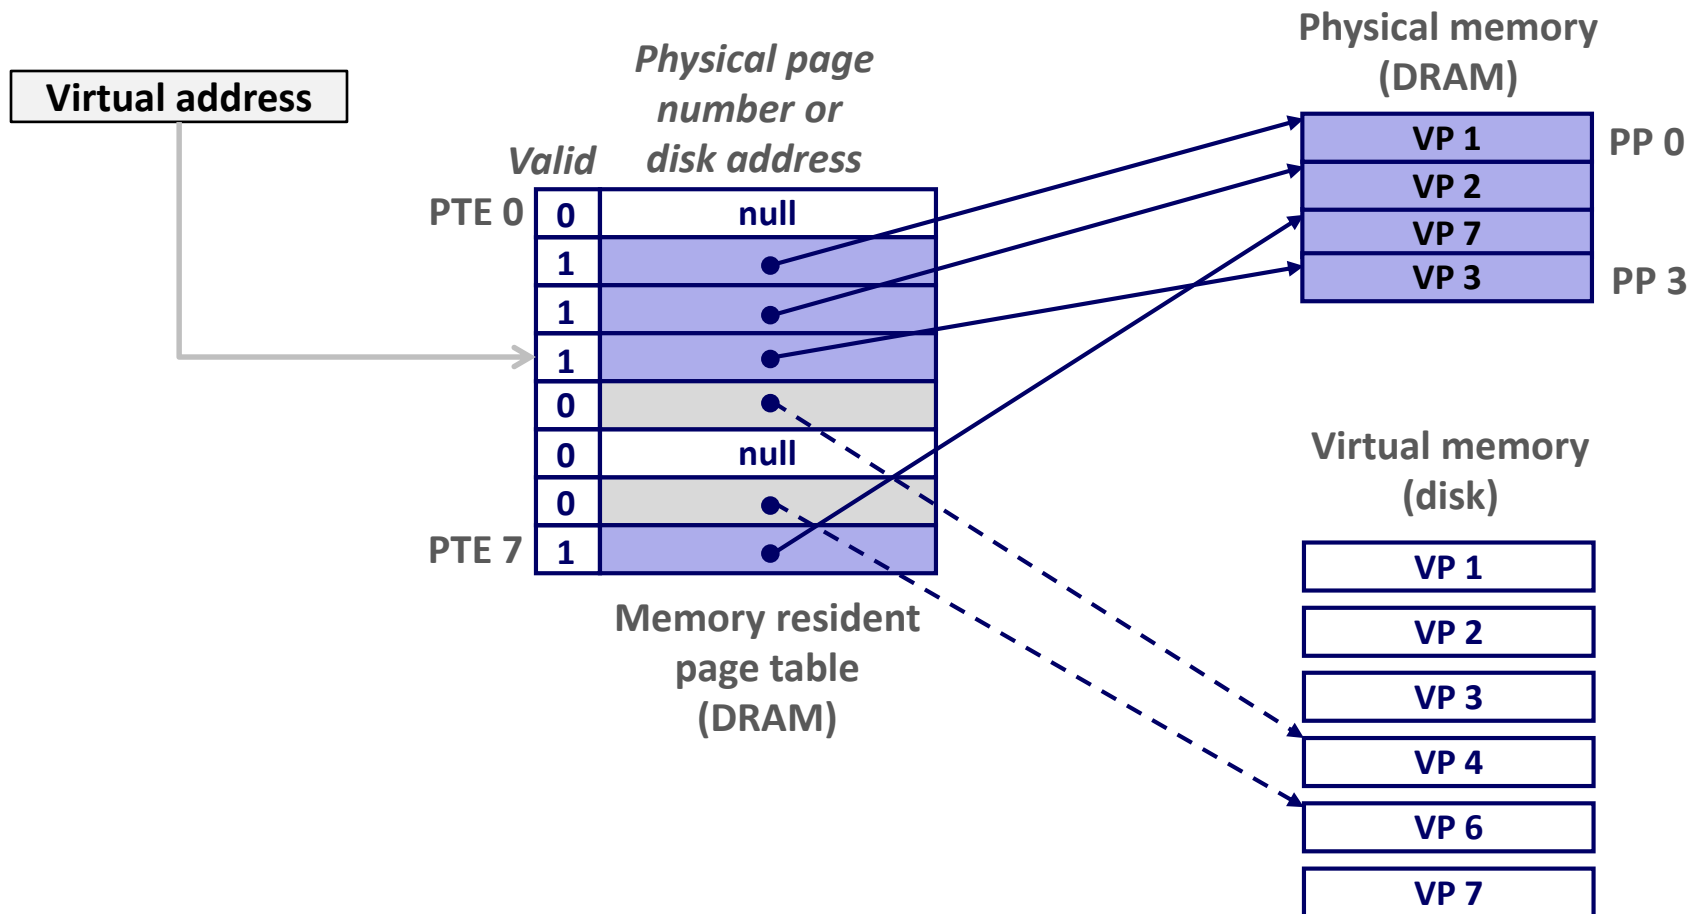 Virtual address
Physical page
number or
disk address
Valid
PTE 0
0
null
1
1
1
0
0
null
0
PTE 7
1
Memory resident
page table
(DRAM)
Physical memory
(DRAM)
VP 1
PP 0
VP 2
VP 7
VP 3
PP 3
Virtual memory
(disk)
VP 1
VP 2
VP 3
VP 4
VP 6
VP 7